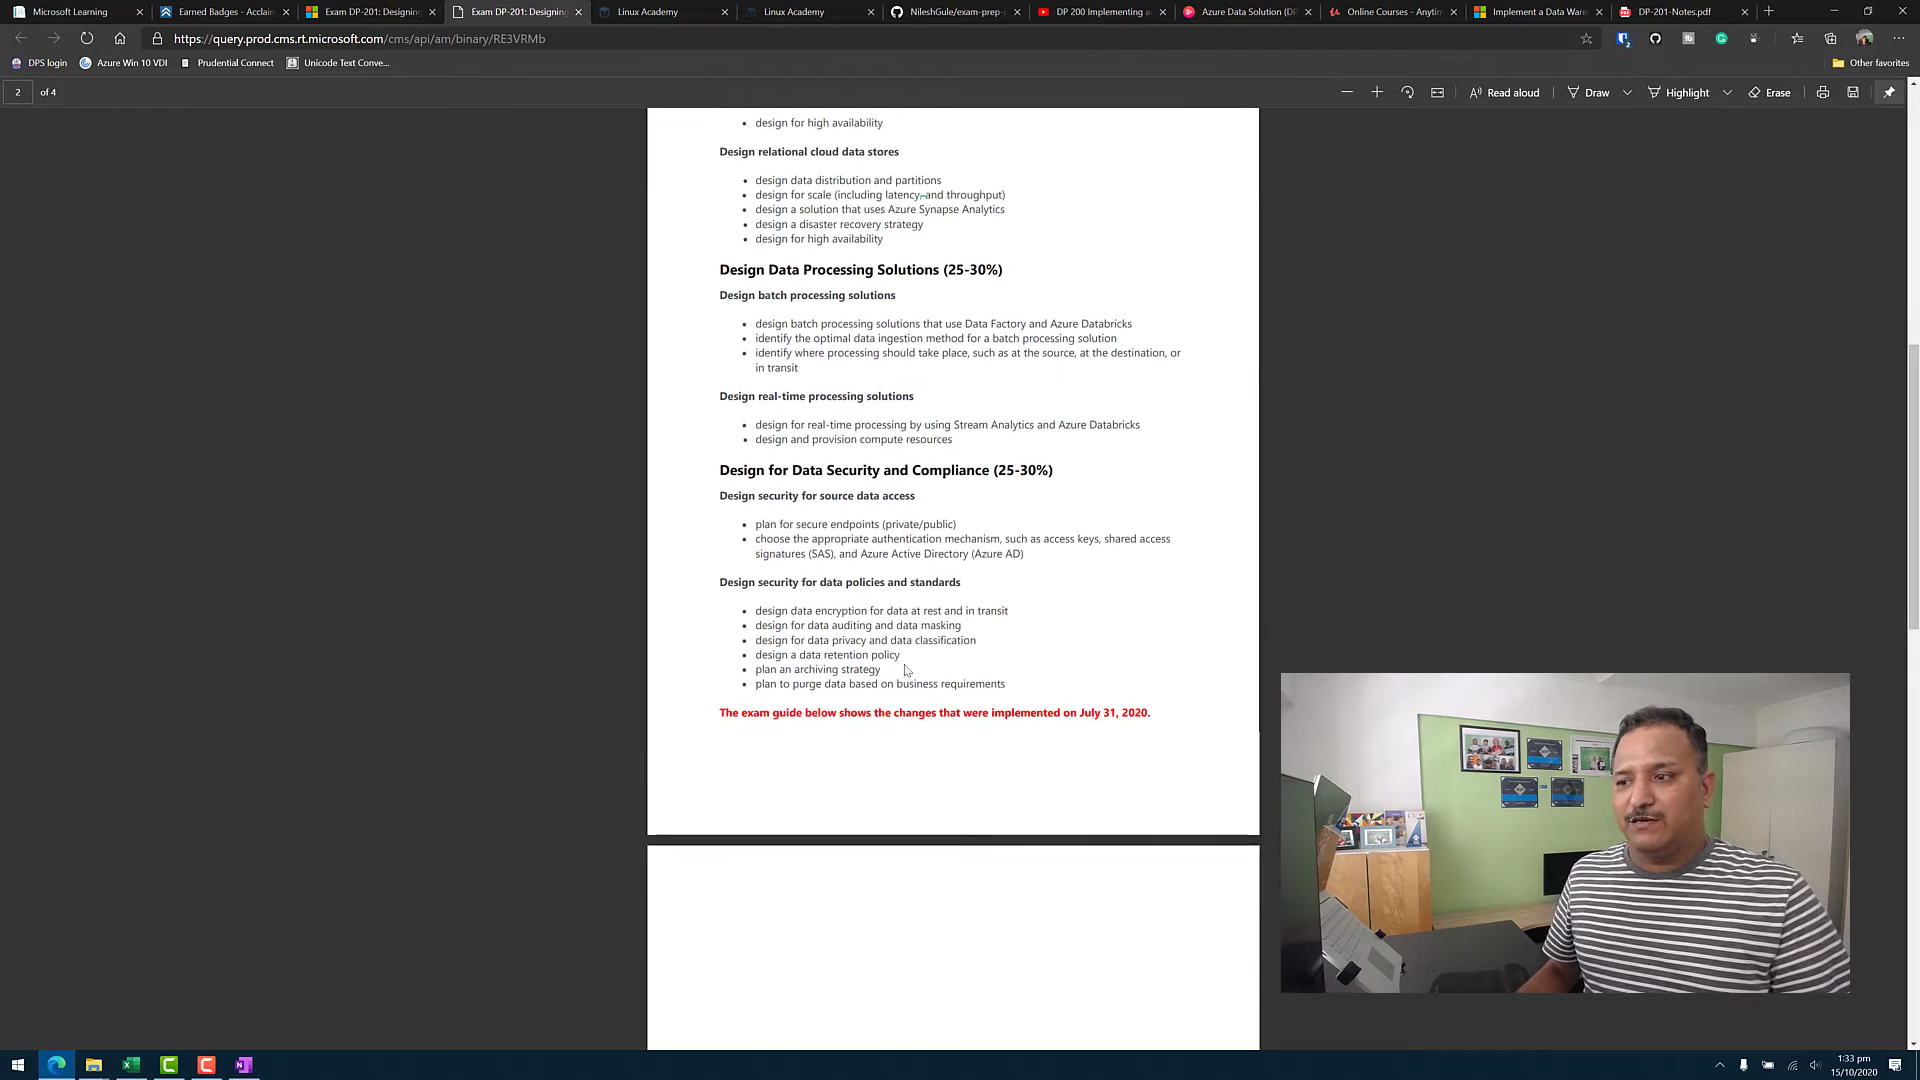 Microsoft Learning
Earned Badges - Acclaim
Exam DP-201: Designing
Exam DP-201: Designing
Linux Academy
Linux Academy
NileshGule/exam-prep-
DP 200 Implementing a
Azure Data Solution (DP
Online Courses - Anytim
Implement a Data Ware
DP-201-Notes.pdf
https://query.prod.cms.rt.microsoft.com/cms/api/am/binary/RE3VRMb
DPS login
Azure Win 10 VDI
Prudential Connect
Unicode Text Conve...
Other favorites
2 of 4
Read aloud
Draw
Highlight
Erase
• design for high availability
Design relational cloud data stores
• design data distribution and partitions
• design for scale (including latency, and throughput)
• design a solution that uses Azure Synapse Analytics
• design a disaster recovery strategy
• design for high availability
Design Data Processing Solutions (25-30%)
Design batch processing solutions
• design batch processing solutions that use Data Factory and Azure Databricks
• identify the optimal data ingestion method for a batch processing solution
• identify where processing should take place, such as at the source, at the destination, or
in transit
Design real-time processing solutions
• design for real-time processing by using Stream Analytics and Azure Databricks
• design and provision compute resources
Design for Data Security and Compliance (25-30%)
Design security for source data access
• plan for secure endpoints (private/public)
• choose the appropriate authentication mechanism, such as access keys, shared access
signatures (SAS), and Azure Active Directory (Azure AD)
Design security for data policies and standards
• design data encryption for data at rest and in transit
• design for data auditing and data masking
• design for data privacy and data classification
• design a data retention policy
• plan an archiving strategy
• plan to purge data based on business requirements
The exam guide below shows the changes that were implemented on July 31, 2020.
1:33 pm
15/10/2020